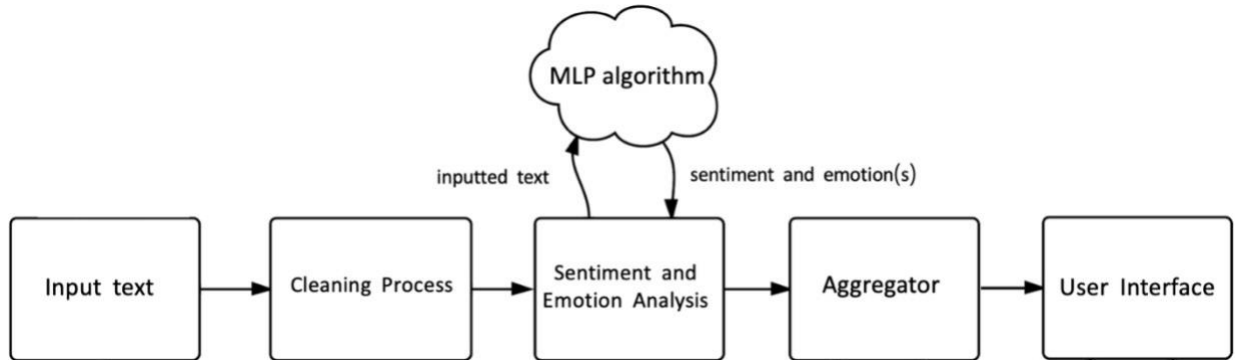 MLP algorithm
inputted text
sentiment and emotion(s)
Input text
Cleaning Process
Sentiment and
Emotion Analysis
Aggregator
User Interface